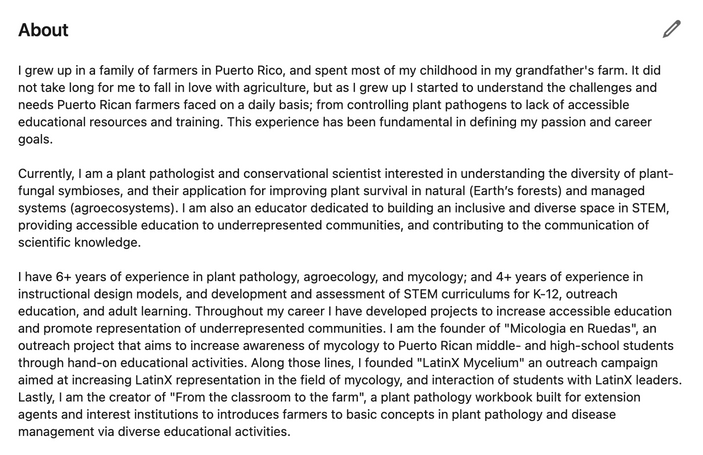 About
I grew up in a family of farmers in Puerto Rico, and spent most of my childhood in my grandfather's farm. It did
not take long for me to fall in love with agriculture, but as I grew up I started to understand the challenges and
needs Puerto Rican farmers faced on a daily basis; from controlling plant pathogens to lack of accessible
educational resources and training. This experience has been fundamental in defining my passion and career
goals.
Currently, I am a plant pathologist and conservational scientist interested in understanding the diversity of plant-
fungal symbioses, and their application for improving plant survival in natural (Earth’s forests) and managed
systems (agroecosystems). I am also an educator dedicated to building an inclusive and diverse space in STEM,
providing accessible education to underrepresented communities, and contributing to the communication of
scientific knowledge.
I have 6+ years of experience in plant pathology, agroecology, and mycology; and 4+ years of experience in
instructional design models, and development and assessment of STEM curriculums for K-12, outreach
education, and adult learning. Throughout my career I have developed projects to increase accessible education
and promote representation of underrepresented communities. I am the founder of "Micologia en Ruedas", an
outreach project that aims to increase awareness of mycology to Puerto Rican middle- and high-school students
through hand-on educational activities. Along those lines, I founded "LatinX Mycelium" an outreach campaign
aimed at increasing LatinX representation in the field of mycology, and interaction of students with LatinX leaders.
Lastly, I am the creator of "From the classroom to the farm", a plant pathology workbook built for extension
agents and interest institutions to introduces farmers to basic concepts in plant pathology and disease
management via diverse educational activities.